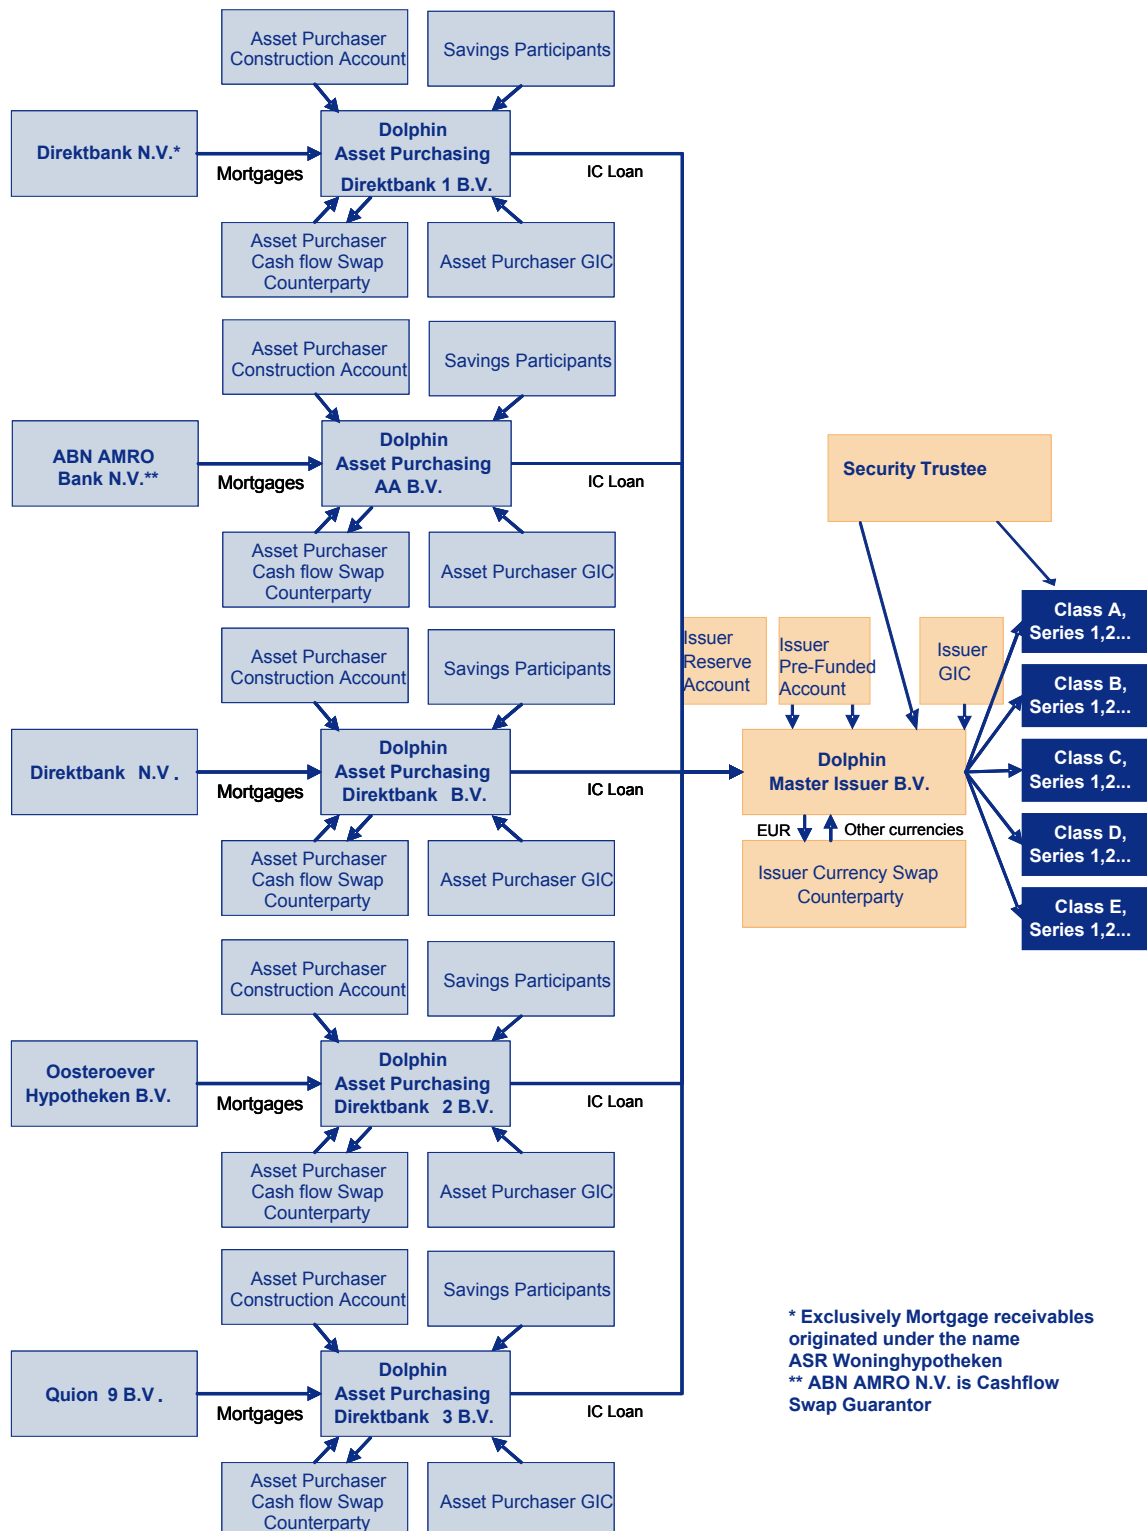 Asset Purchaser
Construction Account
Savings Participants
Direktbank N.V.*
Mortgages
Dolphin
Asset Purchasing
Direktbank 1 B.V.
IC Loan
Asset Purchaser
Cash flow Swap
Counterparty
Asset Purchaser GIC
Asset Purchaser
Construction Account
Savings Participants
ABN AMRO
Bank N.V.**
Mortgages
Dolphin
Asset Purchasing
AA B.V.
IC Loan
Asset Purchaser
Cash flow Swap
Counterparty
Asset Purchaser GIC
Asset Purchaser
Construction Account
Savings Participants
Direktbank N.V.
Mortgages
Dolphin
Asset Purchasing
Direktbank B.V.
IC Loan
Asset Purchaser
Cash flow Swap
Counterparty
Asset Purchaser GIC
Asset Purchaser
Construction Account
Savings Participants
Oosteroever
Hypotheken B.V.
Mortgages
Dolphin
Asset Purchasing
Direktbank 2 B.V.
IC Loan
Asset Purchaser
Cash flow Swap
Counterparty
Asset Purchaser GIC
Asset Purchaser
Construction Account
Savings Participants
Quion 9 B.V.
Mortgages
Dolphin
Asset Purchasing
Direktbank 3 B.V.
IC Loan
Asset Purchaser
Cash flow Swap
Counterparty
Asset Purchaser GIC
Security Trustee
Issuer
Reserve
Account
Issuer
Pre-Funded
Account
Issuer
GIC
Dolphin
Master Issuer B.V.
EUR
Other currencies
Issuer Currency Swap
Counterparty
Class A,
Series 1,2...
Class B,
Series 1,2...
Class C,
Series 1,2...
Class D,
Series 1,2...
Class E,
Series 1,2...
* Exclusively Mortgage receivables
originated under the name
ASR Woninghypotheken
** ABN AMRO N.V. is Cashflow
Swap Guarantor